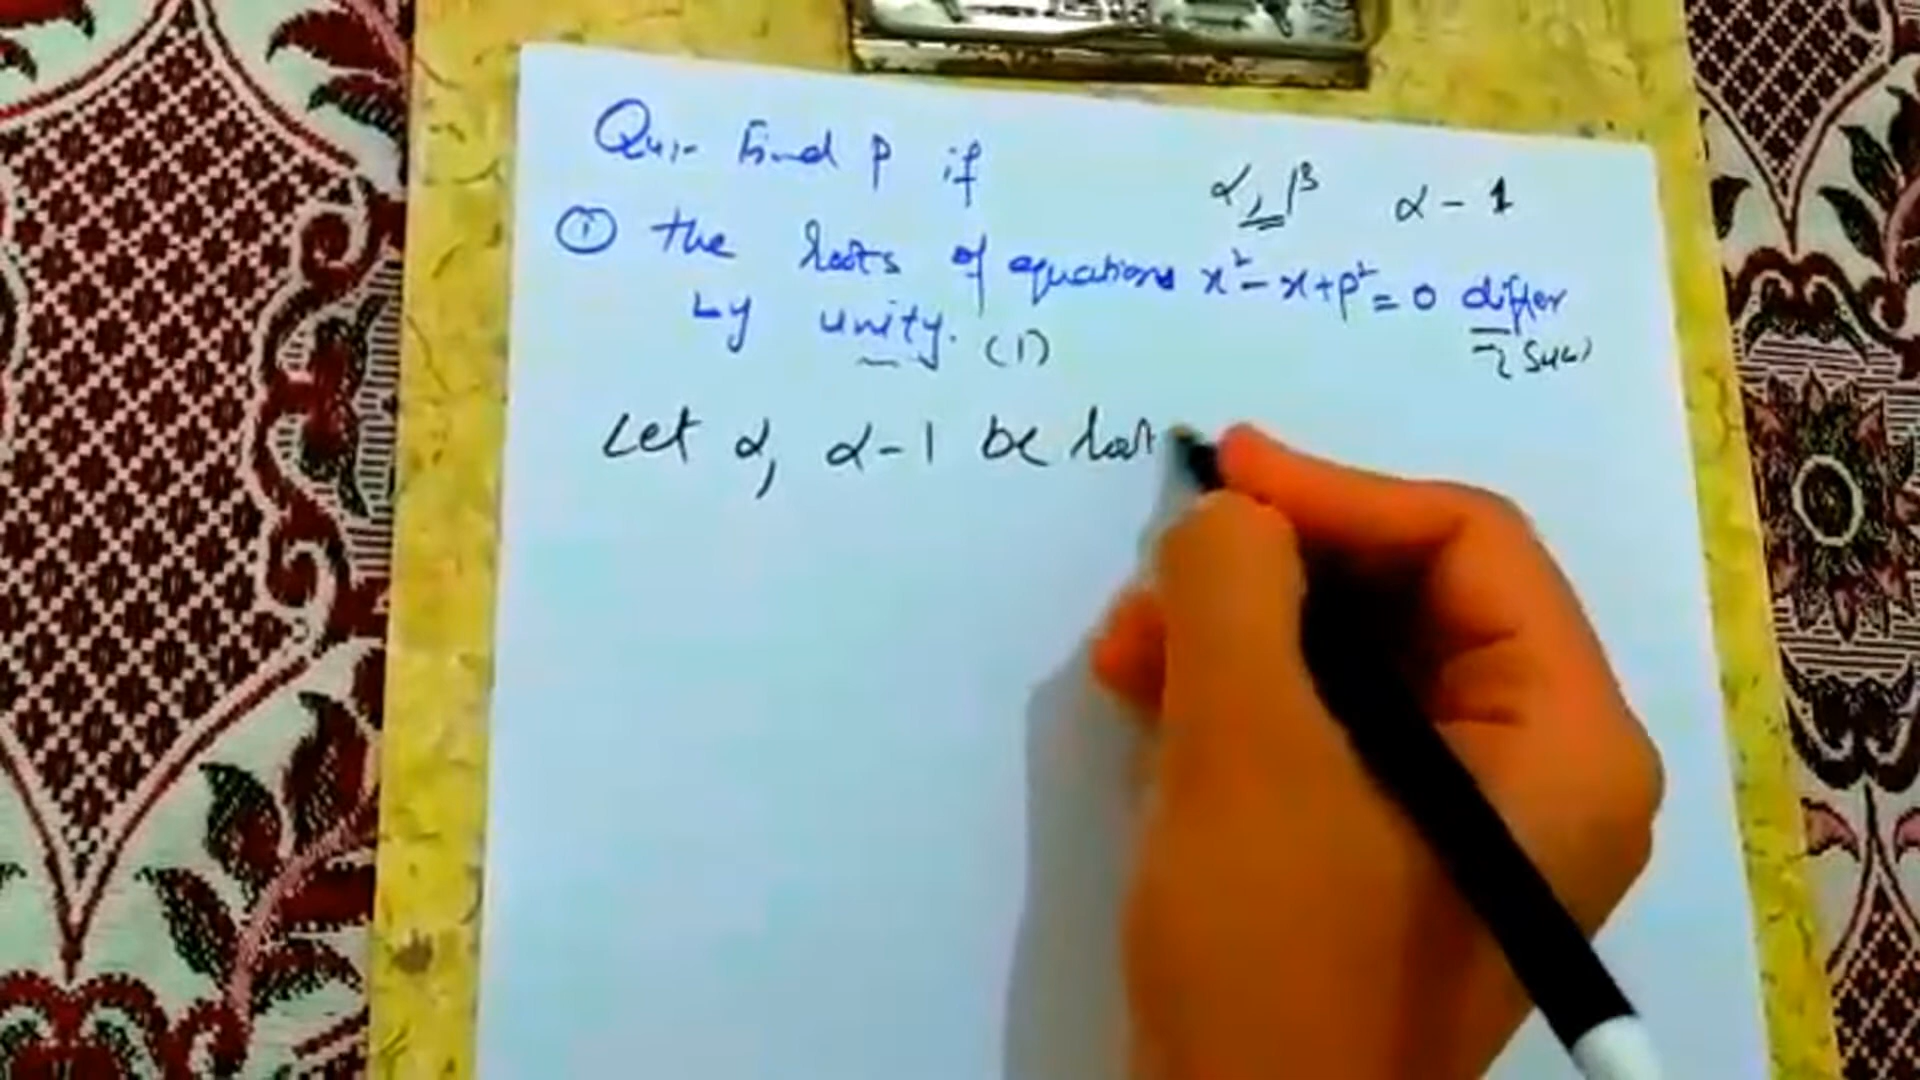 Qu:- Find P if
α, β α - 1
① the roots of equations x² - x + p² = 0 differ
by unity. (1)
Let α, α - 1 be root